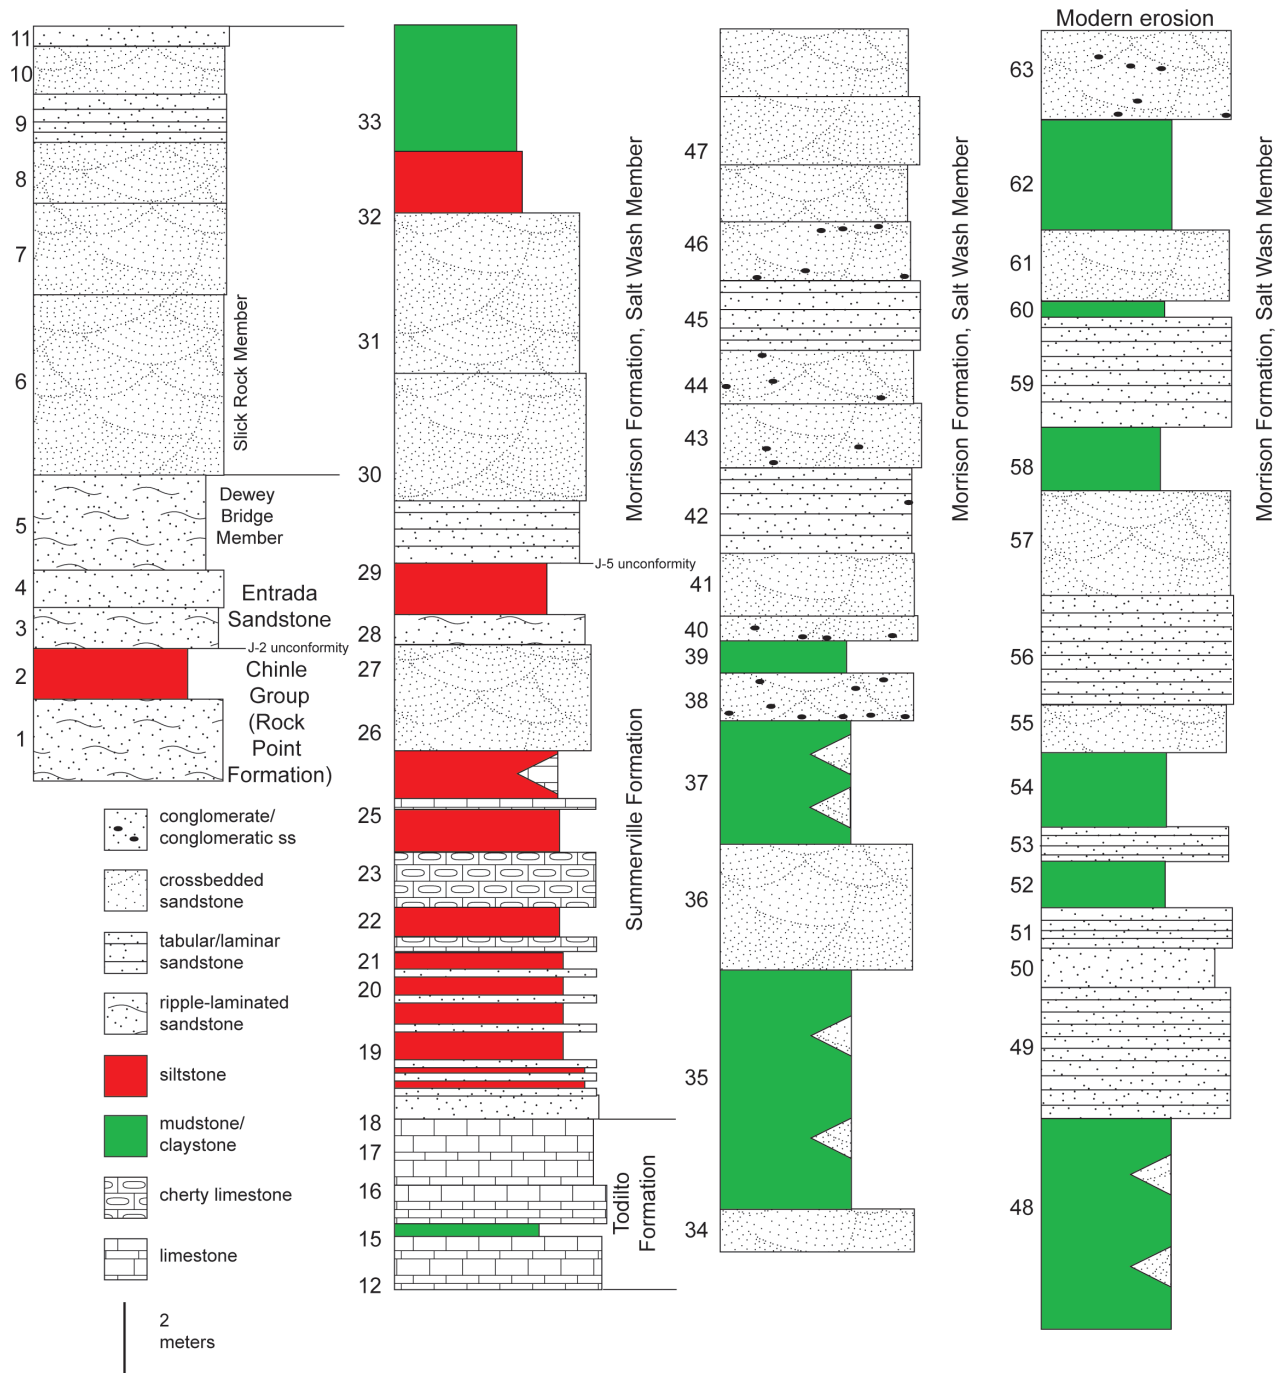 11
10
9
8
7
6
5
4
3
2
1
Slick Rock Member
Dewey
Bridge
Member
Entrada
Sandstone
J-2 unconformity
Chinle
Group
(Rock
Point
Formation)
conglomerate/
conglomeratic ss
crossbedded
sandstone
tabular/laminar
sandstone
ripple-laminated
sandstone
siltstone
mudstone/
claystone
cherty limestone
limestone
2
meters
33
32
31
30
29
28
27
26
25
23
22
21
20
19
18
17
16
15
12
Morrison Formation, Salt Wash Member
J-5 unconformity
Summerville Formation
Todilto
Formation
47
46
45
44
43
42
41
40
39
38
37
36
35
34
Morrison Formation, Salt Wash Member
Modern erosion
63
62
61
60
59
58
57
56
55
54
53
52
51
50
49
48
Morrison Formation, Salt Wash Member